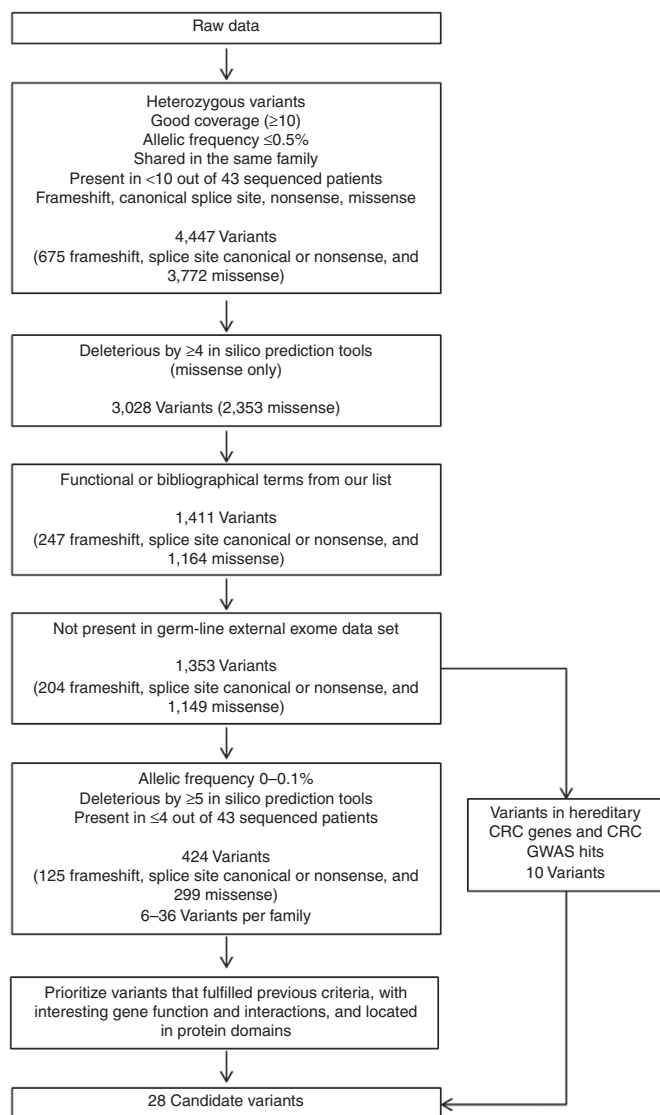 Raw data
Heterozygous variants
Good coverage (≥10)
Allelic frequency ≤0.5%
Shared in the same family
Present in <10 out of 43 sequenced patients
Frameshift, canonical splice site, nonsense, missense
4,447 Variants
(675 frameshift, splice site canonical or nonsense, and
3,772 missense)
Deleterious by ≥4 in silico prediction tools
(missense only)
3,028 Variants (2,353 missense)
Functional or bibliographical terms from our list
1,411 Variants
(247 frameshift, splice site canonical or nonsense, and
1,164 missense)
Not present in germ-line external exome data set
1,353 Variants
(204 frameshift, splice site canonical or nonsense, and
1,149 missense)
Allelic frequency 0–0.1%
Deleterious by ≥5 in silico prediction tools
Present in ≤4 out of 43 sequenced patients
424 Variants
(125 frameshift, splice site canonical or nonsense, and
299 missense)
6–36 Variants per family
Variants in hereditary
CRC genes and CRC
GWAS hits
10 Variants
Prioritize variants that fulfilled previous criteria, with
interesting gene function and interactions, and located
in protein domains
28 Candidate variants